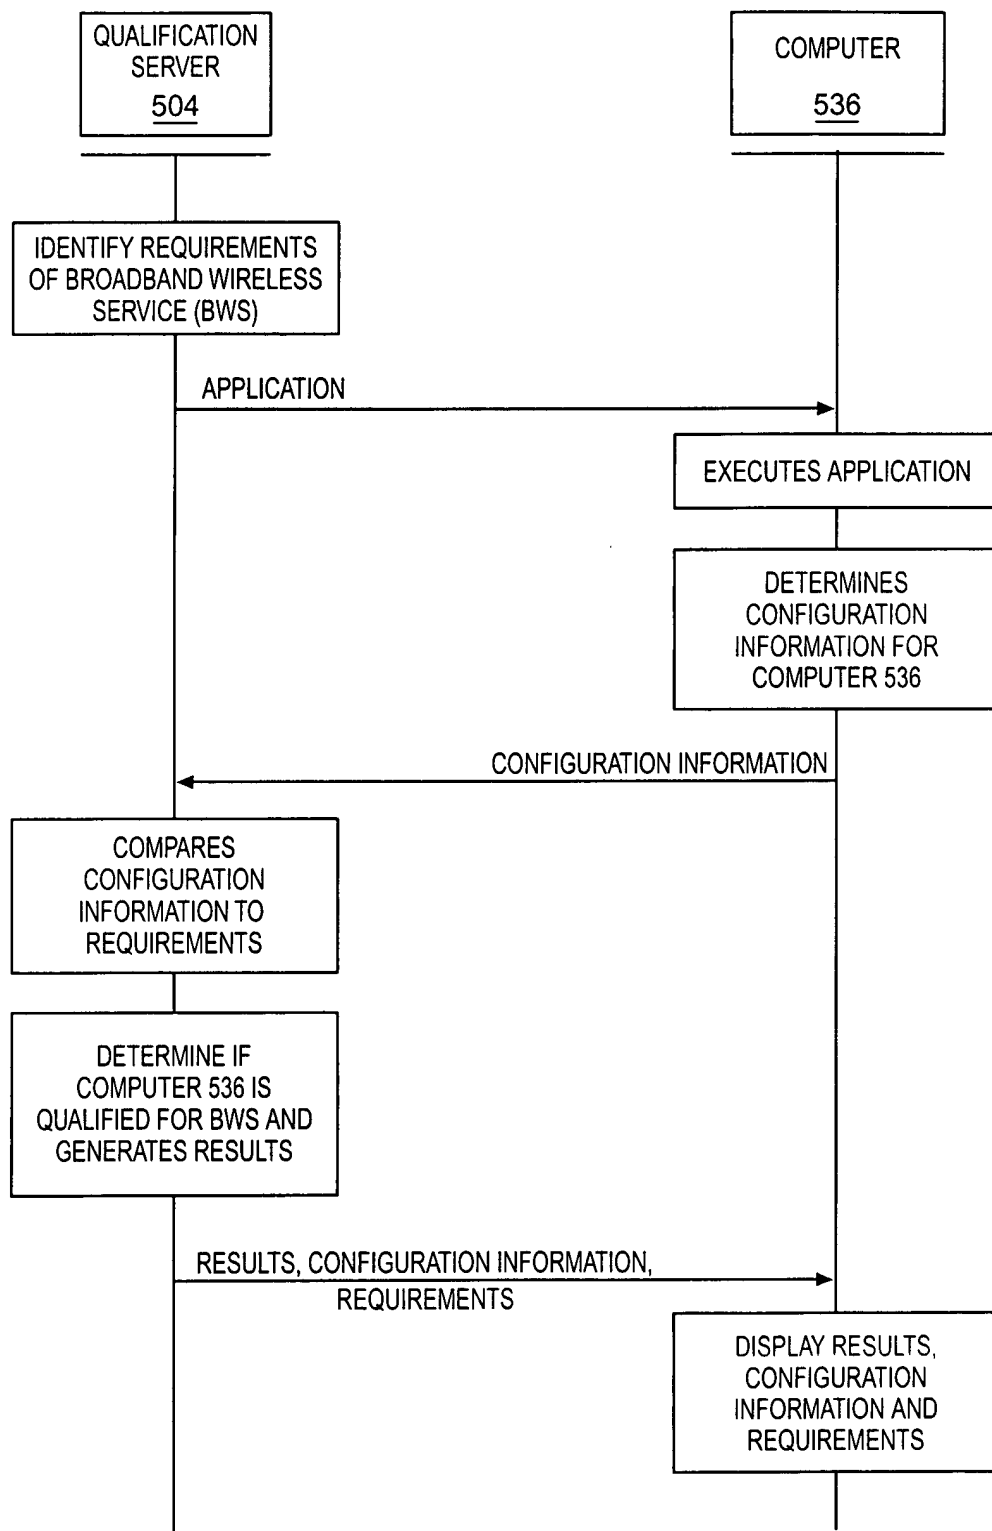 QUALIFICATION
SERVER
504
COMPUTER
536
IDENTIFY REQUIREMENTS
OF BROADBAND WIRELESS
SERVICE (BWS)
APPLICATION
EXECUTES APPLICATION
DETERMINES
CONFIGURATION
INFORMATION FOR
COMPUTER 536
CONFIGURATION INFORMATION
COMPARES
CONFIGURATION
INFORMATION TO
REQUIREMENTS
DETERMINE IF
COMPUTER 536 IS
QUALIFIED FOR BWS AND
GENERATES RESULTS
RESULTS, CONFIGURATION INFORMATION,
REQUIREMENTS
DISPLAY RESULTS,
CONFIGURATION
INFORMATION AND
REQUIREMENTS